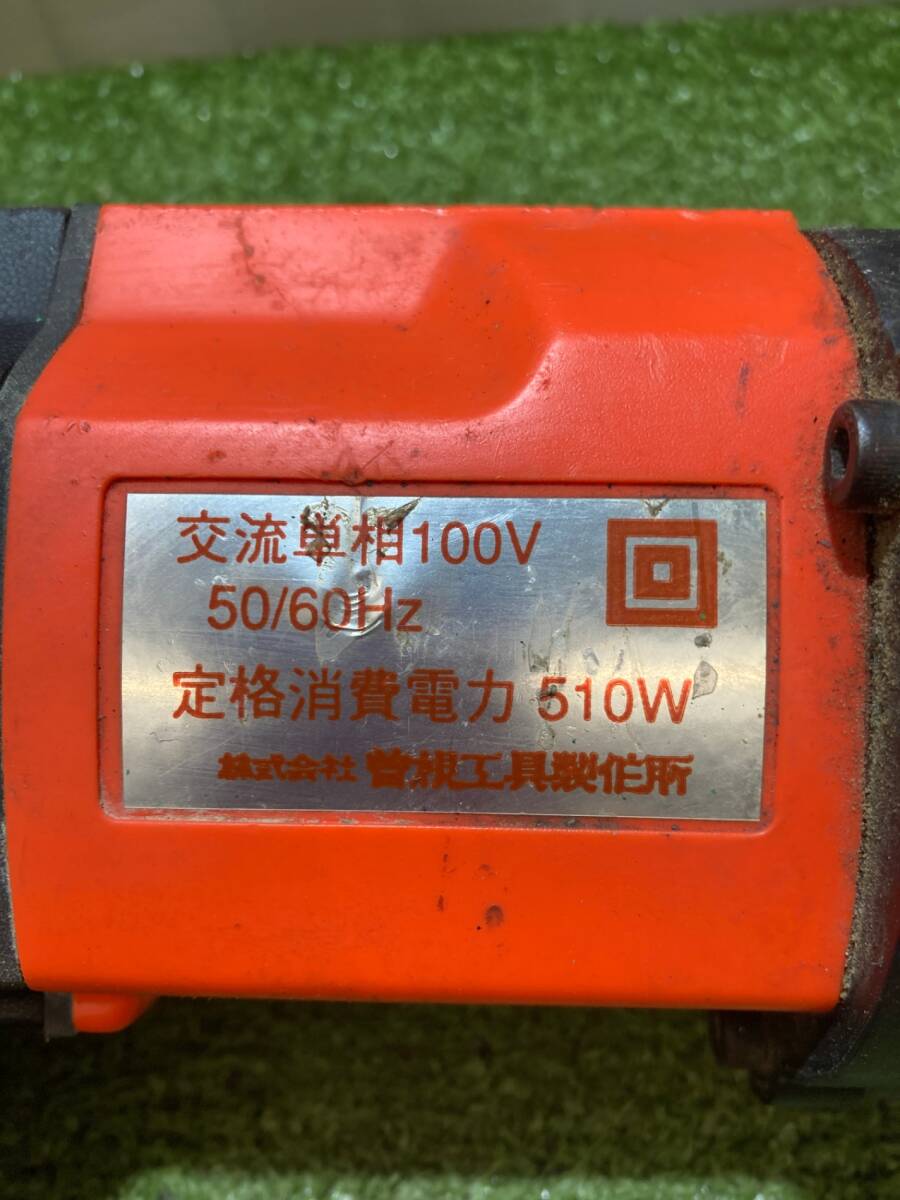 交流単相100V
50/60Hz
定格消費電力 510W
株式会社 曽根工具製作所